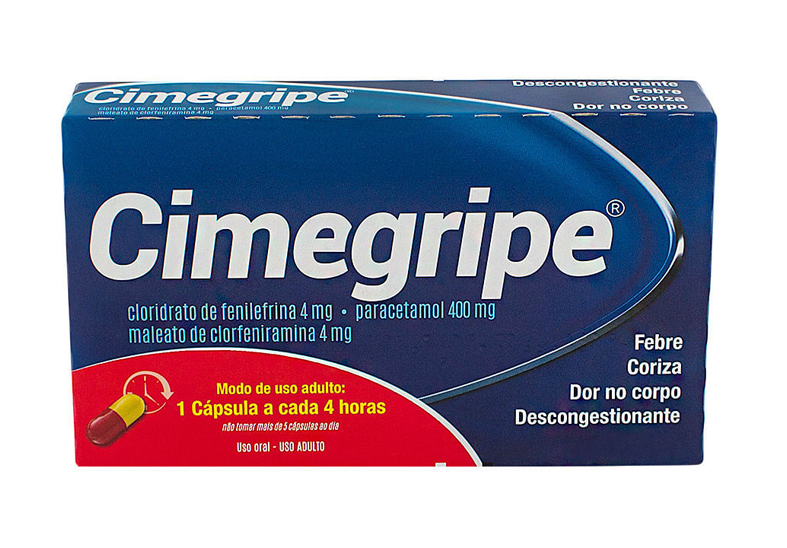 Cimegripe
cloridrato de fenilefrina 4 mg • paracetamol 400 mg
maleato de clorfeniramina 4 mg
Descongestionante
Febre
Coriza
Dor no corpo
Cimegripe®
cloridrato de fenilefrina 4 mg • paracetamol 400 mg
maleato de clorfeniramina 4 mg
Febre
Coriza
Dor no corpo
Descongestionante
Modo de uso adulto:
1 Cápsula a cada 4 horas
não tomar mais de 5 cápsulas ao dia
Uso oral - USO ADULTO